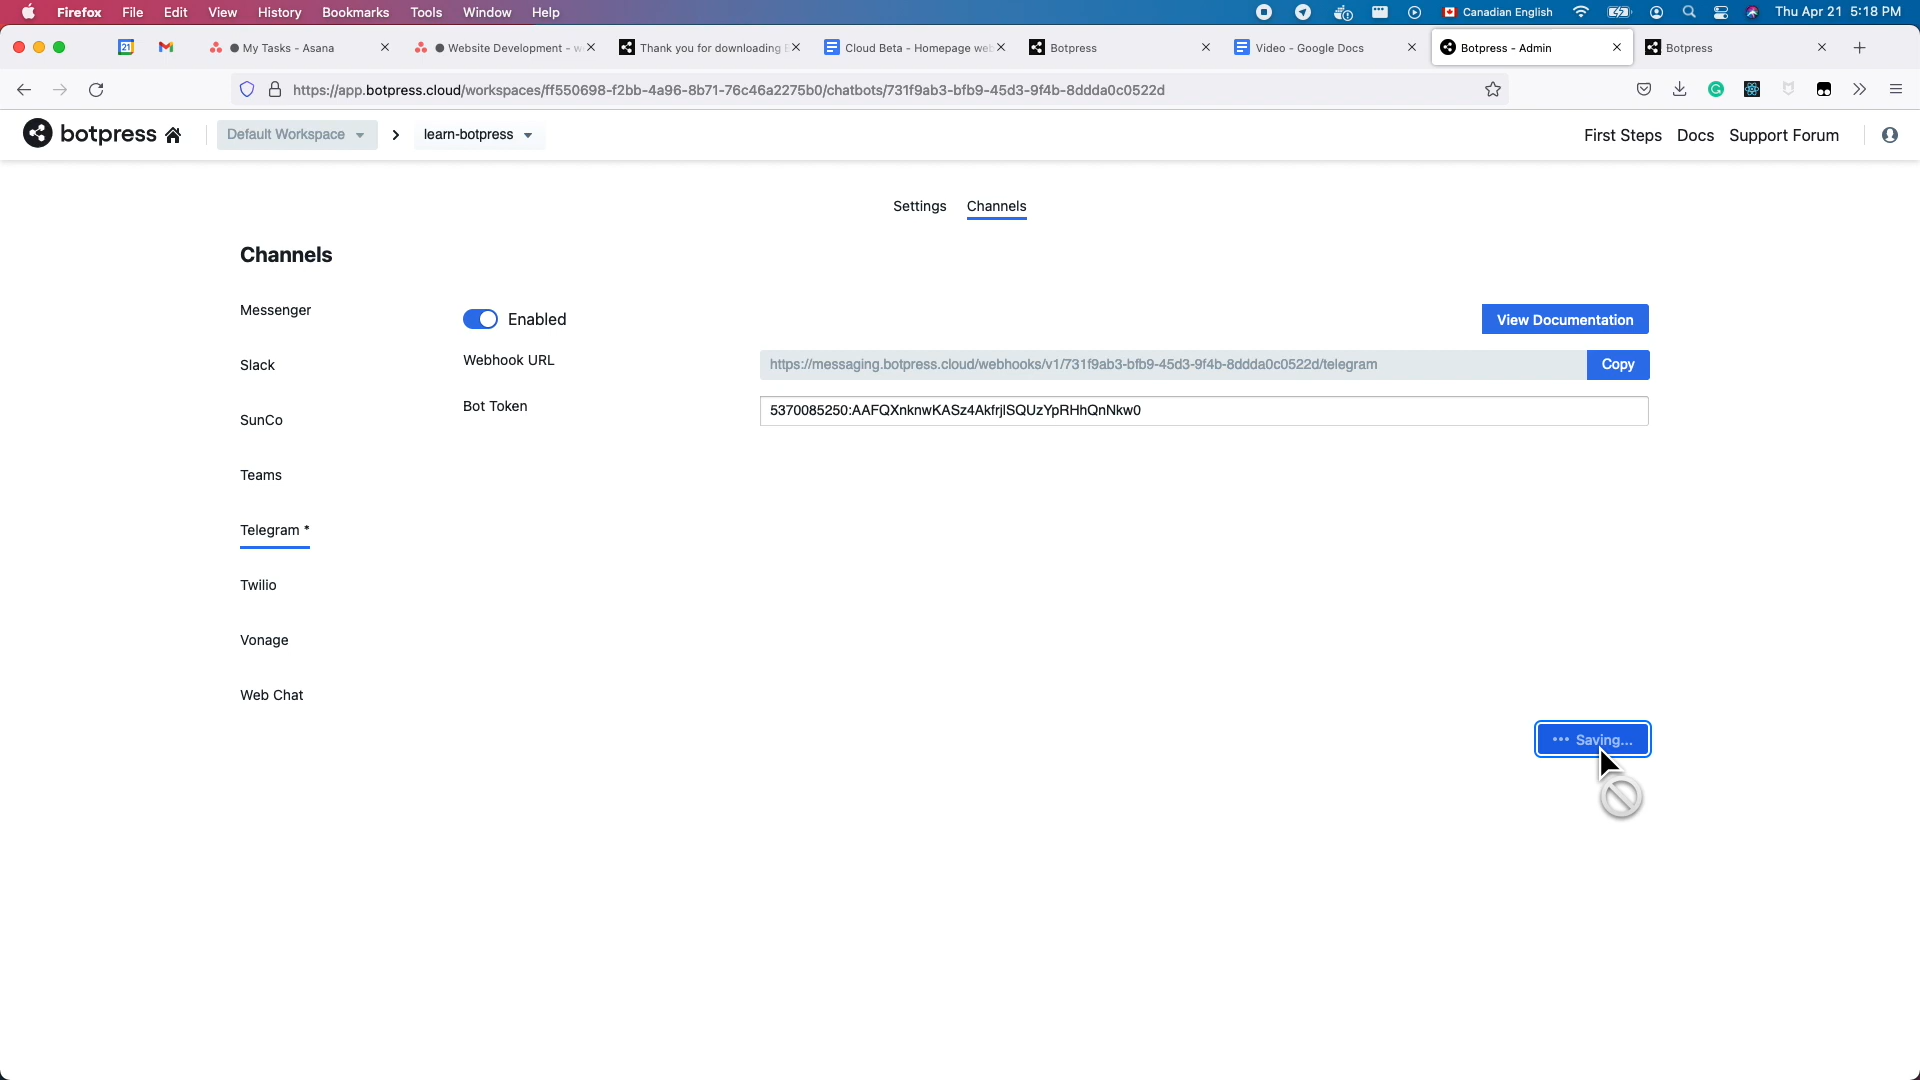 Firefox File Edit View History Bookmarks Tools Window Help Canadian English Thu Apr 21 5:18 PM
My Tasks - Asana Website Development - w Thank you for downloading Cloud Beta - Homepage web Botpress Video - Google Docs Botpress - Admin Botpress
https://app.botpress.cloud/workspaces/ff550698-f2bb-4a96-8b71-76c46a2275b0/chatbots/731f9ab3-bfb9-45d3-9f4b-8ddda0c0522d
botpress Default Workspace learn-botpress First Steps Docs Support Forum
Settings Channels
Channels
Messenger
Enabled
View Documentation
Slack
Webhook URL
https://messaging.botpress.cloud/webhooks/v1/731f9ab3-bfb9-45d3-9f4b-8ddda0c0522d/telegram
Copy
Bot Token
5370085250:AAFQXnknwKASz4AkfrjlSQUzYpRHhQnNkw0
SunCo
Teams
Telegram *
Twilio
Vonage
Web Chat
Saving...